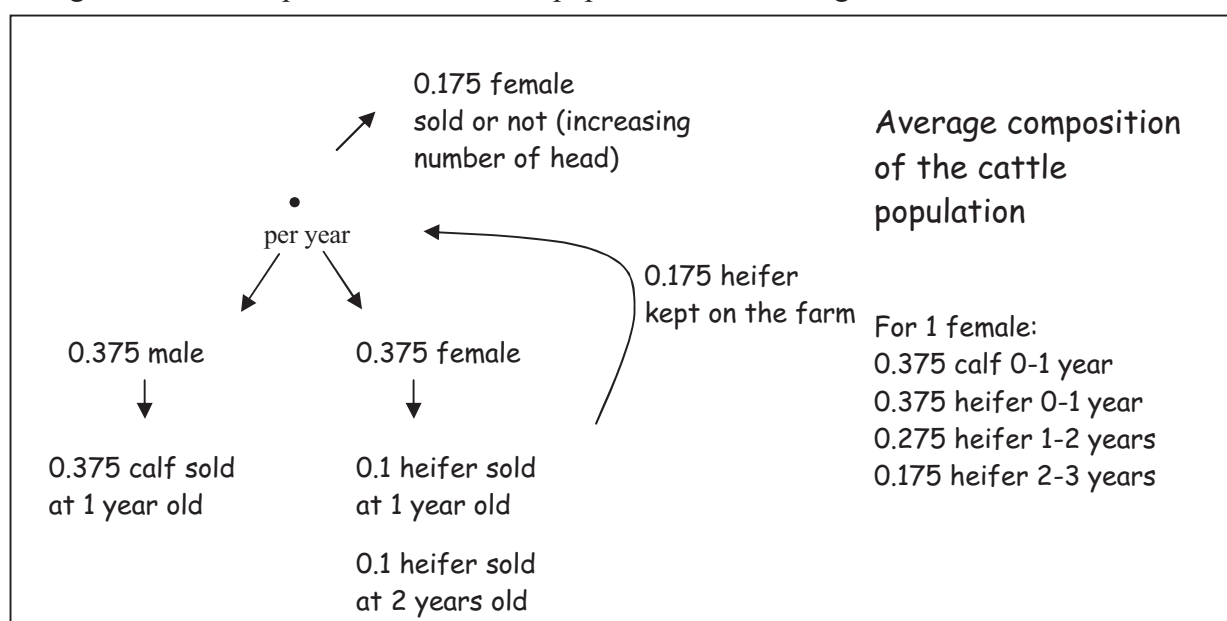 0.175 female
sold or not (increasing
number of head)
•
per year
0.175 heifer
kept on the farm
0.375 male
0.375 female
0.375 calf sold
at 1 year old
0.1 heifer sold
at 1 year old
0.1 heifer sold
at 2 years old
Average composition
of the cattle
population
For 1 female:
0.375 calf 0-1 year
0.375 heifer 0-1 year
0.275 heifer 1-2 years
0.175 heifer 2-3 years